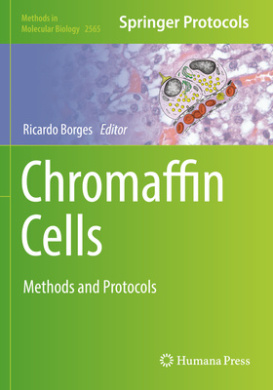 Methods in
Molecular Biology 2565
Springer Protocols
Ricardo Borges Editor
Chromaffin
Cells
Methods and Protocols
Humana Press